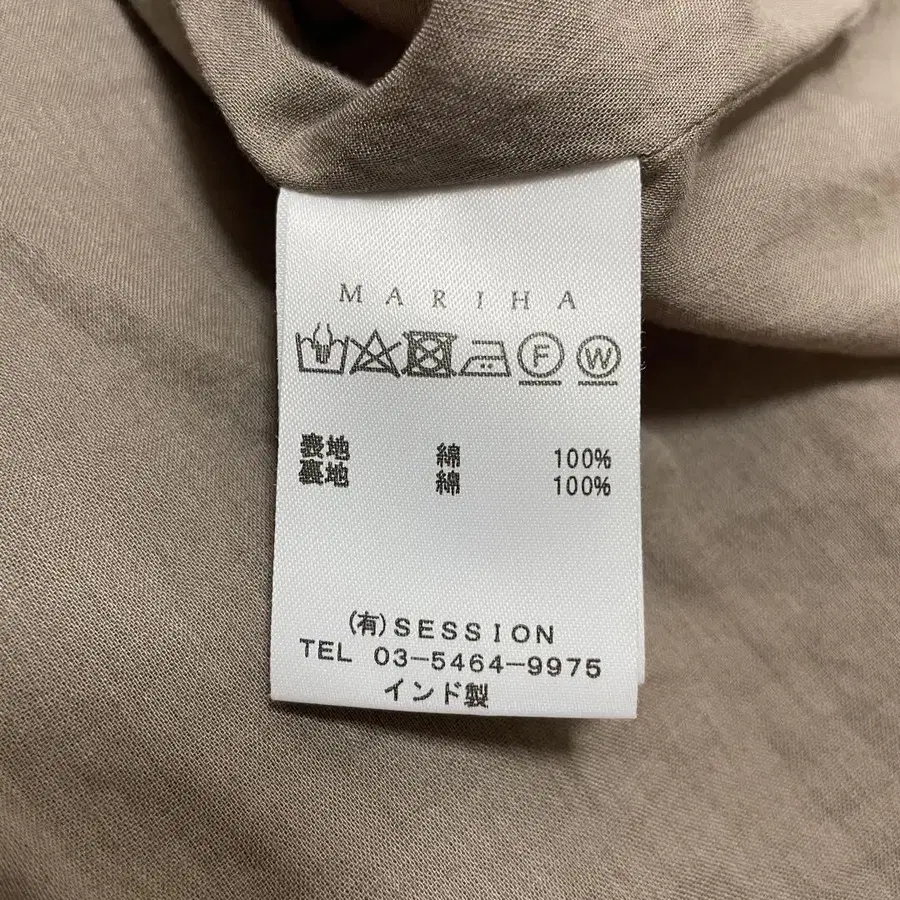 MARIHA
F W
表地 綿 100%
裏地 綿 100%
(有)SESSION
TEL 03-5464-9975
インド製